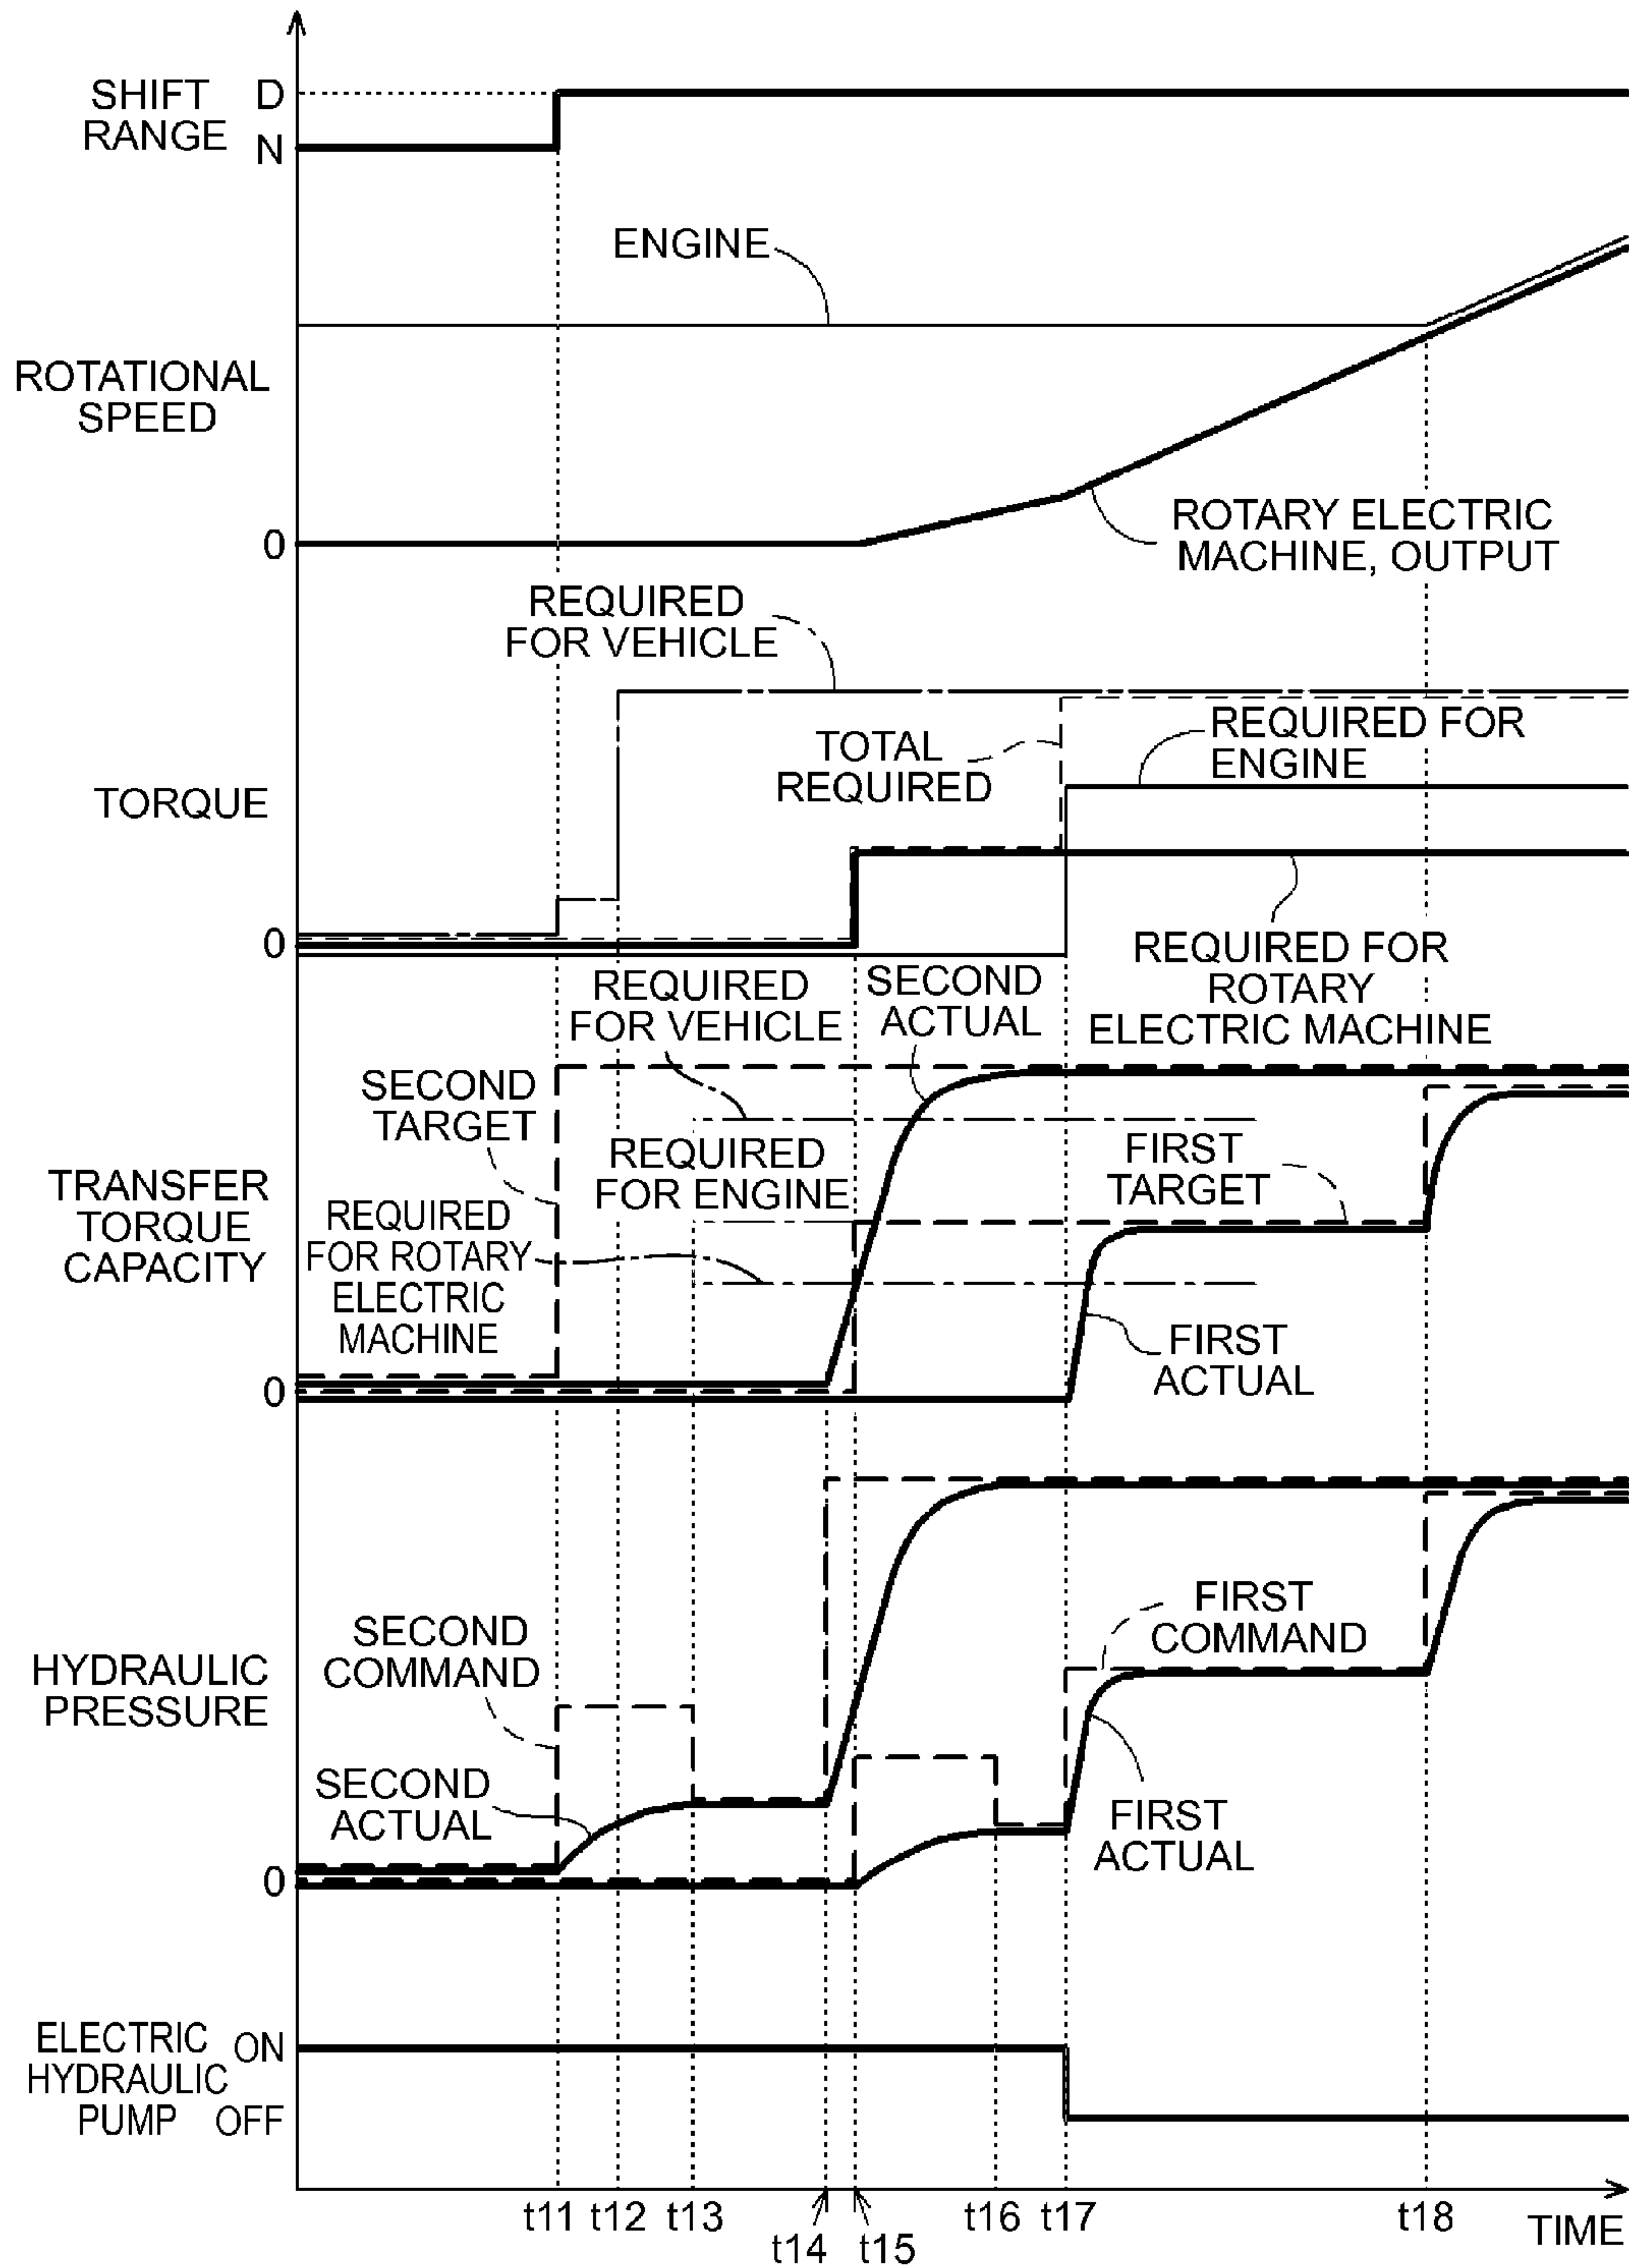 SHIFT
RANGE
D
N
ENGINE
ROTATIONAL
SPEED
0
ROTARY ELECTRIC
MACHINE, OUTPUT
REQUIRED
FOR VEHICLE
TOTAL
REQUIRED
REQUIRED FOR
ENGINE
TORQUE
0
REQUIRED FOR
ROTARY
ELECTRIC MACHINE
REQUIRED
FOR VEHICLE
SECOND
ACTUAL
SECOND
TARGET
REQUIRED
FOR ENGINE
FIRST
TARGET
TRANSFER
TORQUE
CAPACITY
REQUIRED
FOR ROTARY
ELECTRIC
MACHINE
FIRST
ACTUAL
0
SECOND
COMMAND
FIRST
COMMAND
HYDRAULIC
PRESSURE
SECOND
ACTUAL
FIRST
ACTUAL
0
ELECTRIC
HYDRAULIC
PUMP
ON
OFF
t11
t12
t13
t14
t15
t16
t17
t18
TIME